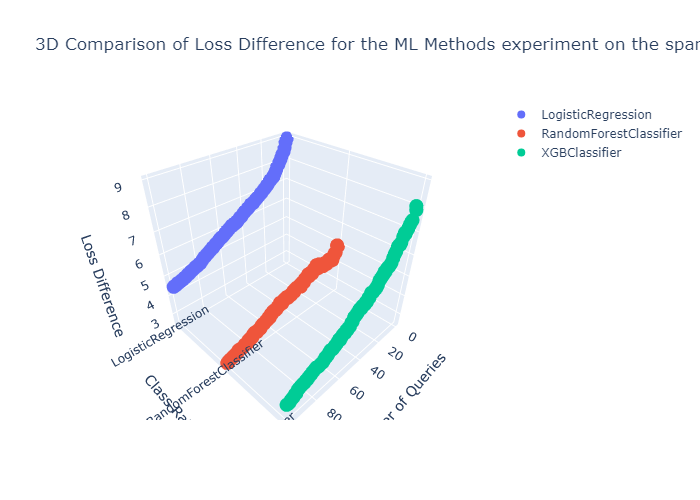 3D Comparison of Loss Difference for the ML Methods experiment on the
LogisticRegression
RandomForestClassifier
XGBClassifier
9
8
7
6
5
4
3
Loss Difference
LogisticRegression
RandomForestClassifier
0
20
40
60
80
of Queries